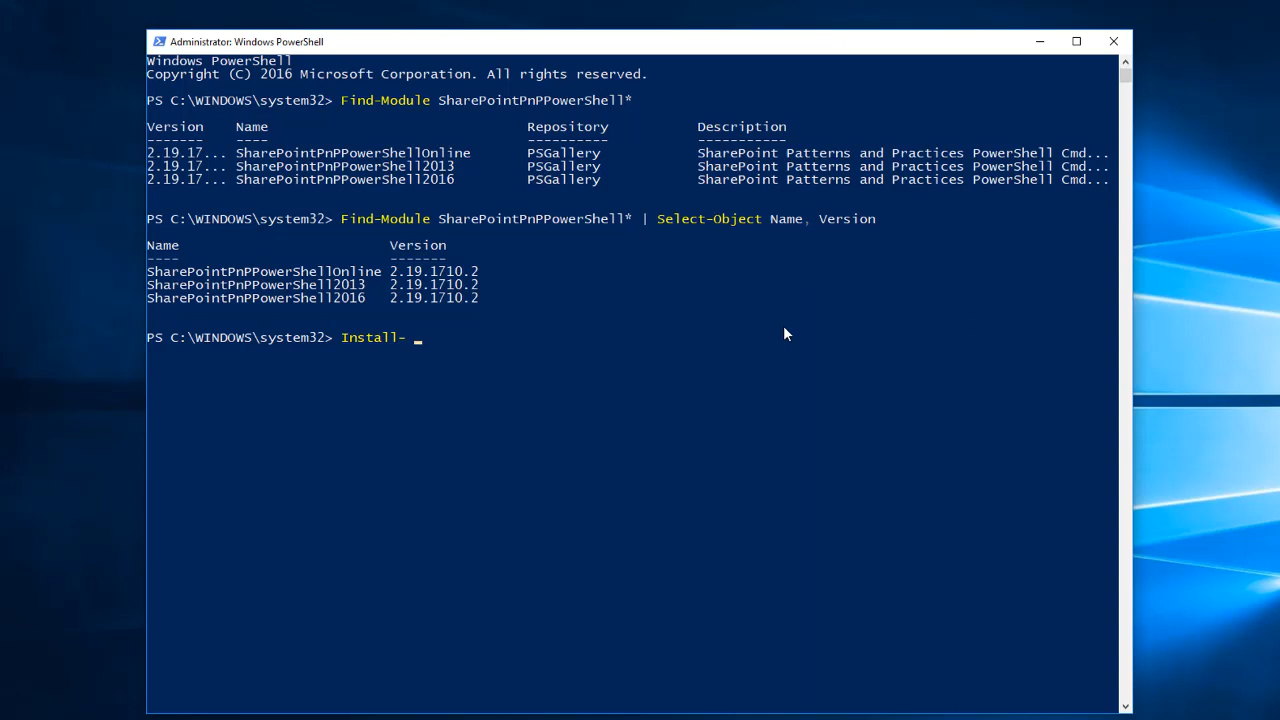 Administrator: Windows PowerShell
Windows PowerShell
Copyright (C) 2016 Microsoft Corporation. All rights reserved.
PS C:\WINDOWS\system32> Find-Module SharePointPnPPowerShell*
Version Name Repository Description
------- ---- ---------- -----------
2.19.17... SharePointPnPPowerShellOnline PSGallery SharePoint Patterns and Practices PowerShell Cmd...
2.19.17... SharePointPnPPowerShell2013 PSGallery SharePoint Patterns and Practices PowerShell Cmd...
2.19.17... SharePointPnPPowerShell2016 PSGallery SharePoint Patterns and Practices PowerShell Cmd...
PS C:\WINDOWS\system32> Find-Module SharePointPnPPowerShell* | Select-Object Name, Version
Name Version
---- -------
SharePointPnPPowerShellOnline 2.19.1710.2
SharePointPnPPowerShell2013 2.19.1710.2
SharePointPnPPowerShell2016 2.19.1710.2
PS C:\WINDOWS\system32> Install- _